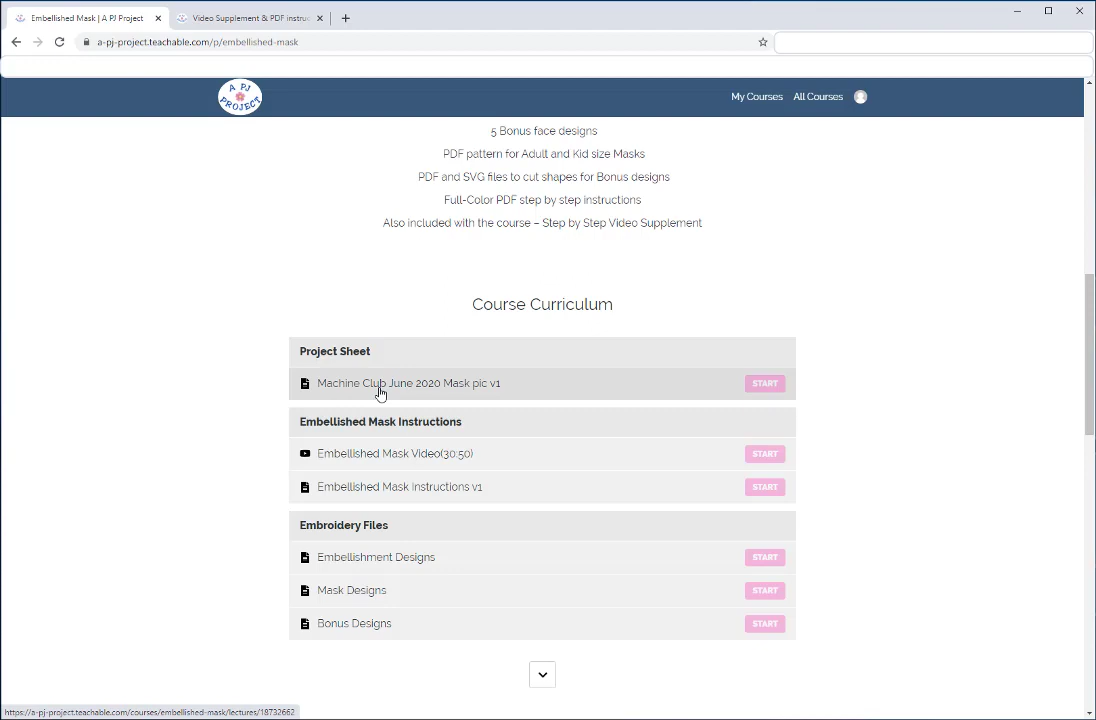 Embellished Mask | A PJ Project
Video Supplement & PDF instruc
a-pj-project.teachable.com/p/embellished-mask
A PJ
PROJECT
My Courses
All Courses
5 Bonus face designs
PDF pattern for Adult and Kid size Masks
PDF and SVG files to cut shapes for Bonus designs
Full-Color PDF step by step instructions
Also included with the course – Step by Step Video Supplement
Course Curriculum
Project Sheet
Machine Club June 2020 Mask pic v1
START
Embellished Mask Instructions
Embellished Mask Video(30:50)
START
Embellished Mask Instructions v1
START
Embroidery Files
Embellishment Designs
START
Mask Designs
START
Bonus Designs
START
https://a-pj-project.teachable.com/courses/embellished-mask/lectures/18732662